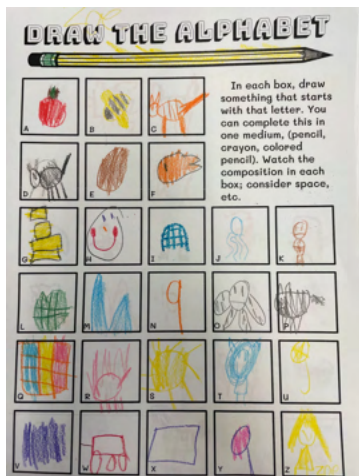 DRAW THE ALPHABET
In each box, draw
something that starts
with that letter. You
can complete this in
one medium, (pencil,
crayon, colored
pencil). Watch the
composition in each
box; consider space,
etc.
A B C
D E F
G H I J K
L M N O P
Q R S T U
V W X Y Z